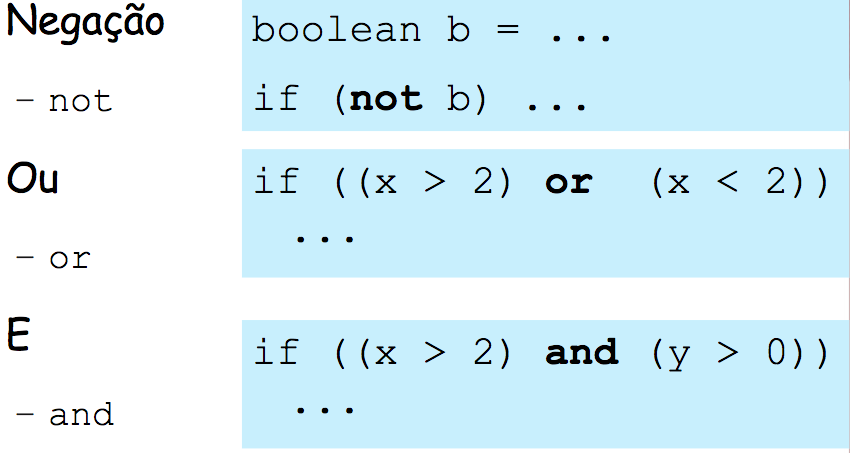 Negação
boolean b = ...
– not
if (not b) ...
Ou
if ((x > 2) or  (x < 2))
...
– or
E
if ((x > 2) and (y > 0))
...
– and